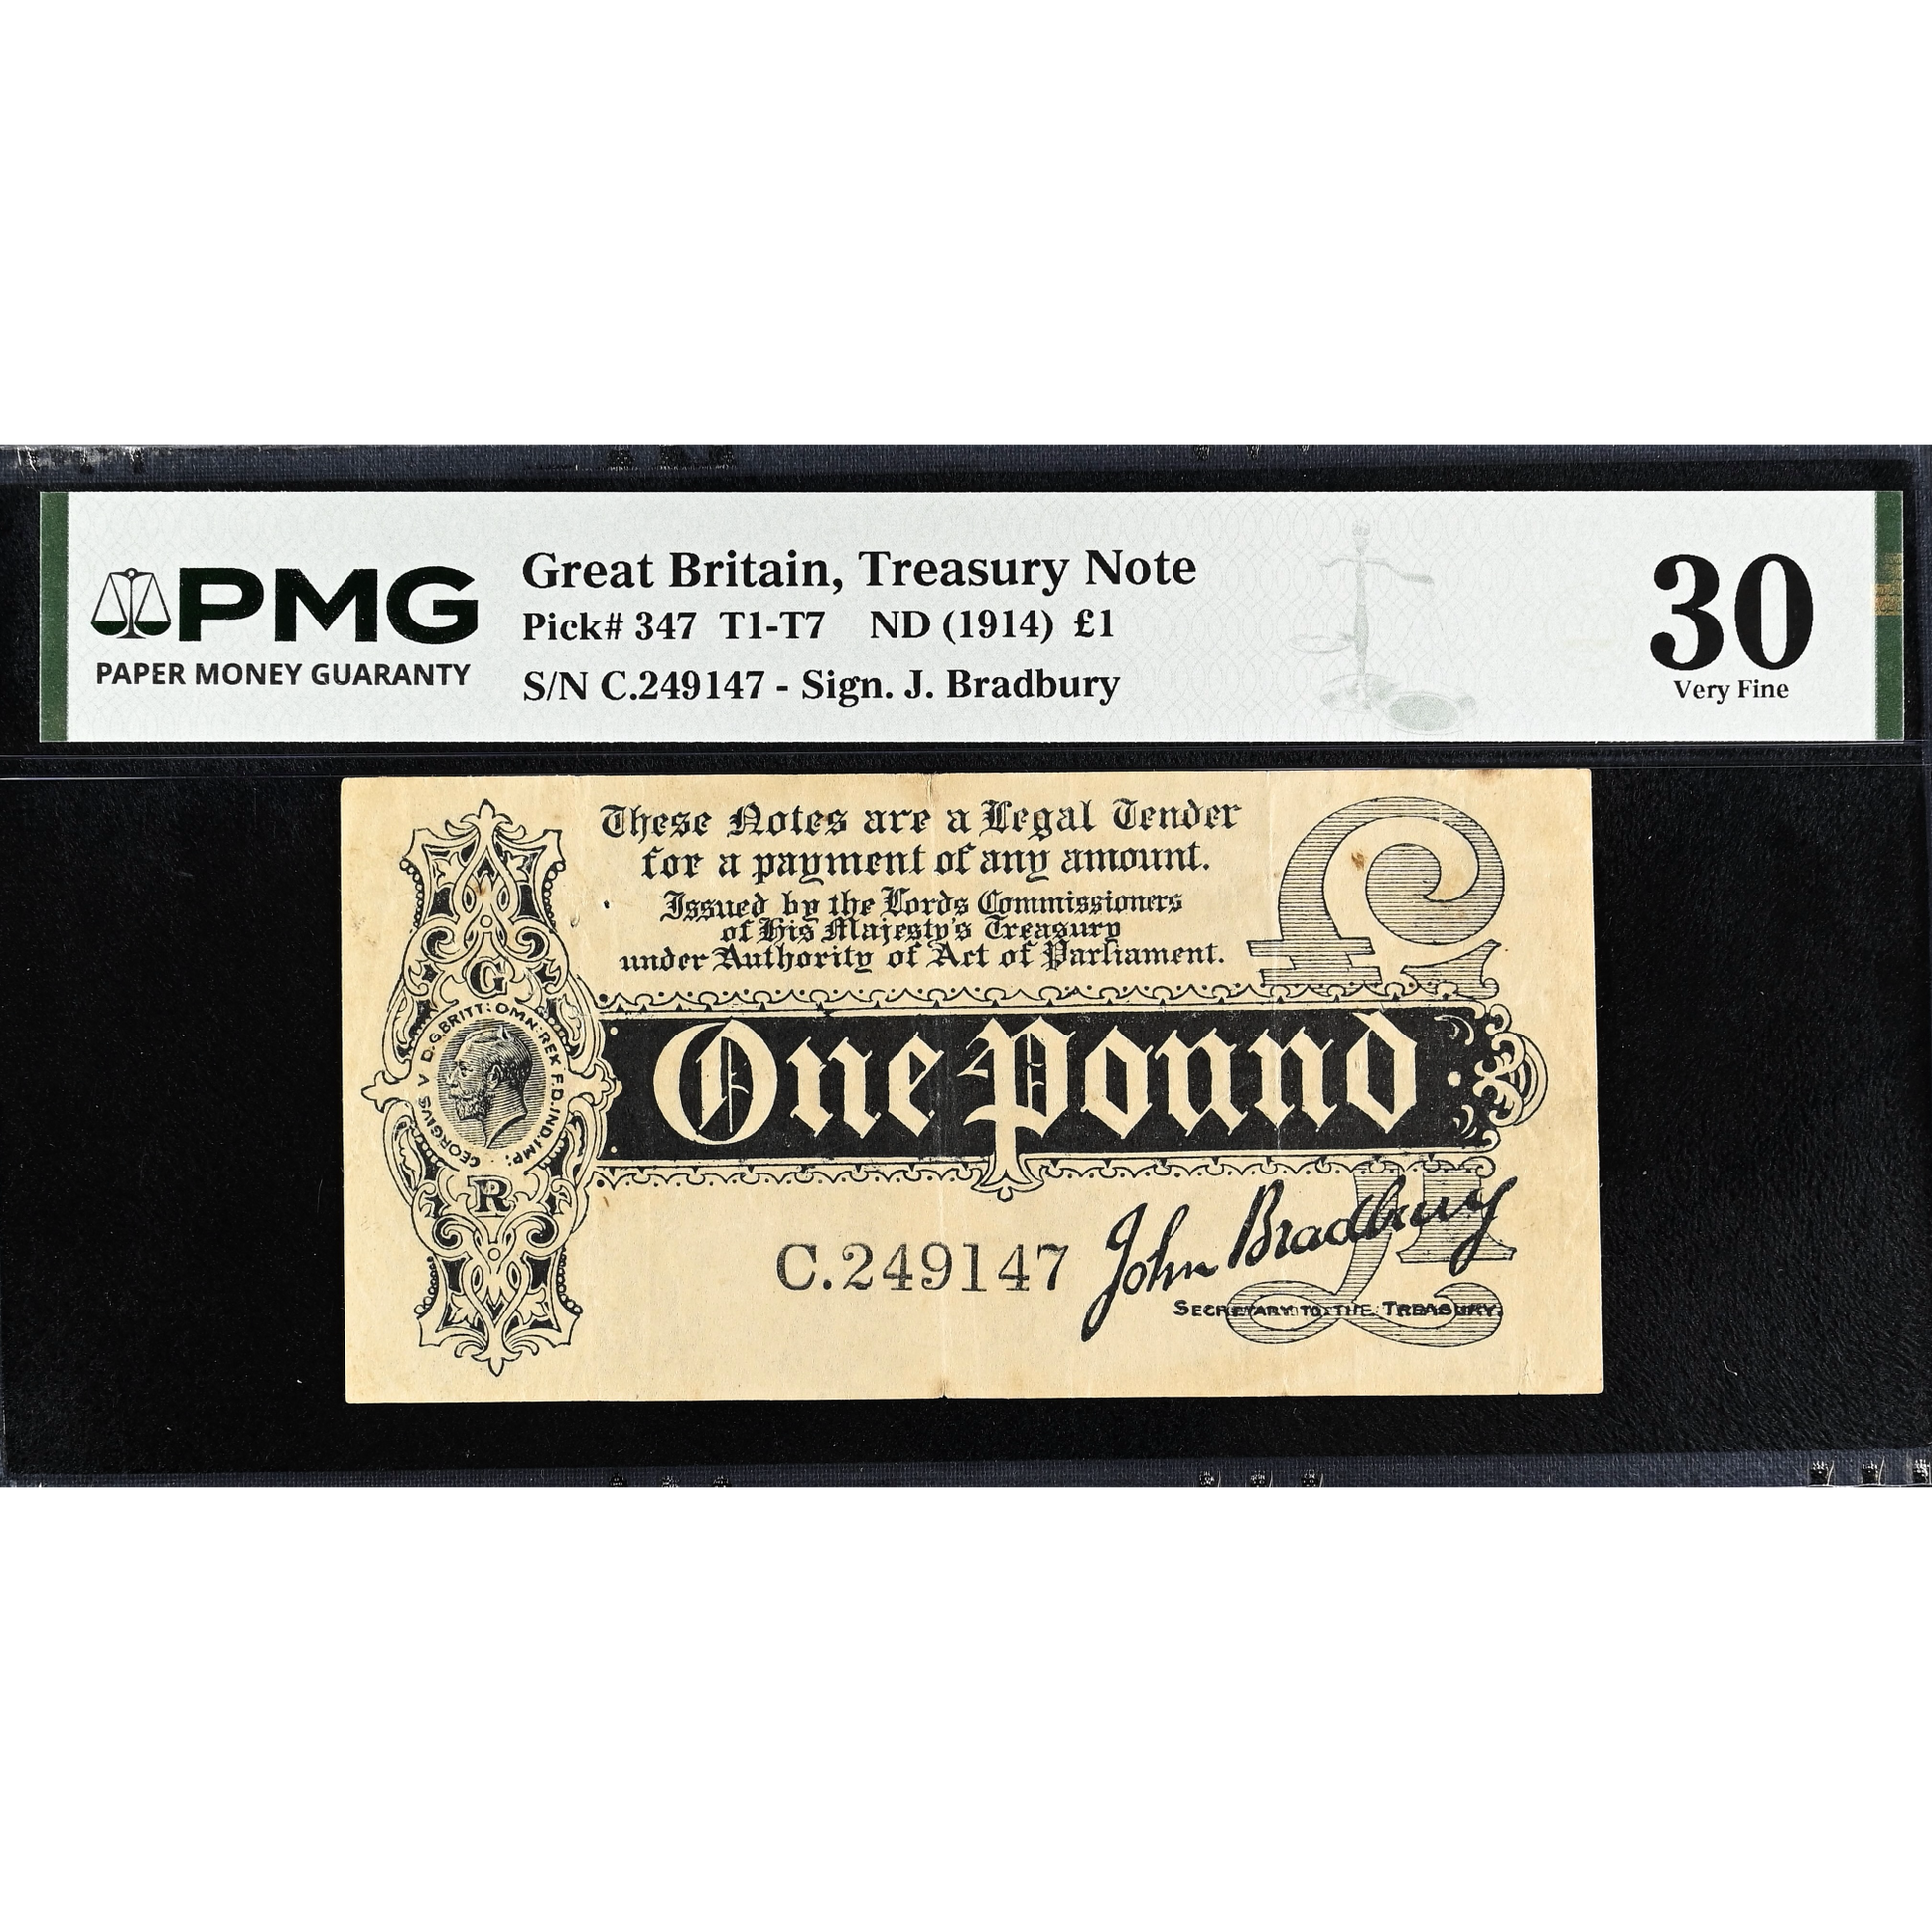 PMG
PAPER MONEY GUARANTY
Great Britain, Treasury Note
Pick# 347 T1-T7 ND (1914) £1
S/N C.249147 - Sign. J. Bradbury
30
Very Fine
These Notes are a Legal Tender
for a payment of any amount.
Issued by the Lords Commissioners
of His Majesty's Treasury
under Authority of Act of Parliament.
£1
G
GEORGIVS V D.G.BRITT:OMN:REX F.D.IND.IMP:
R
One Pound
C.249147
John Bradbury
SECRETARY TO THE TREASURY.
£1